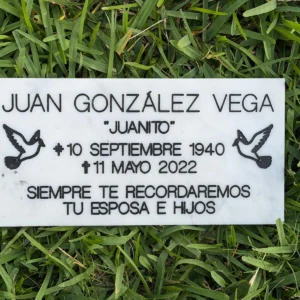 JUAN GONZÁLEZ VEGA
"JUANITO"
✝ 10 SEPTIEMBRE 1940
✝ 11 MAYO 2022
SIEMPRE TE RECORDAREMOS
TU ESPOSA E HIJOS